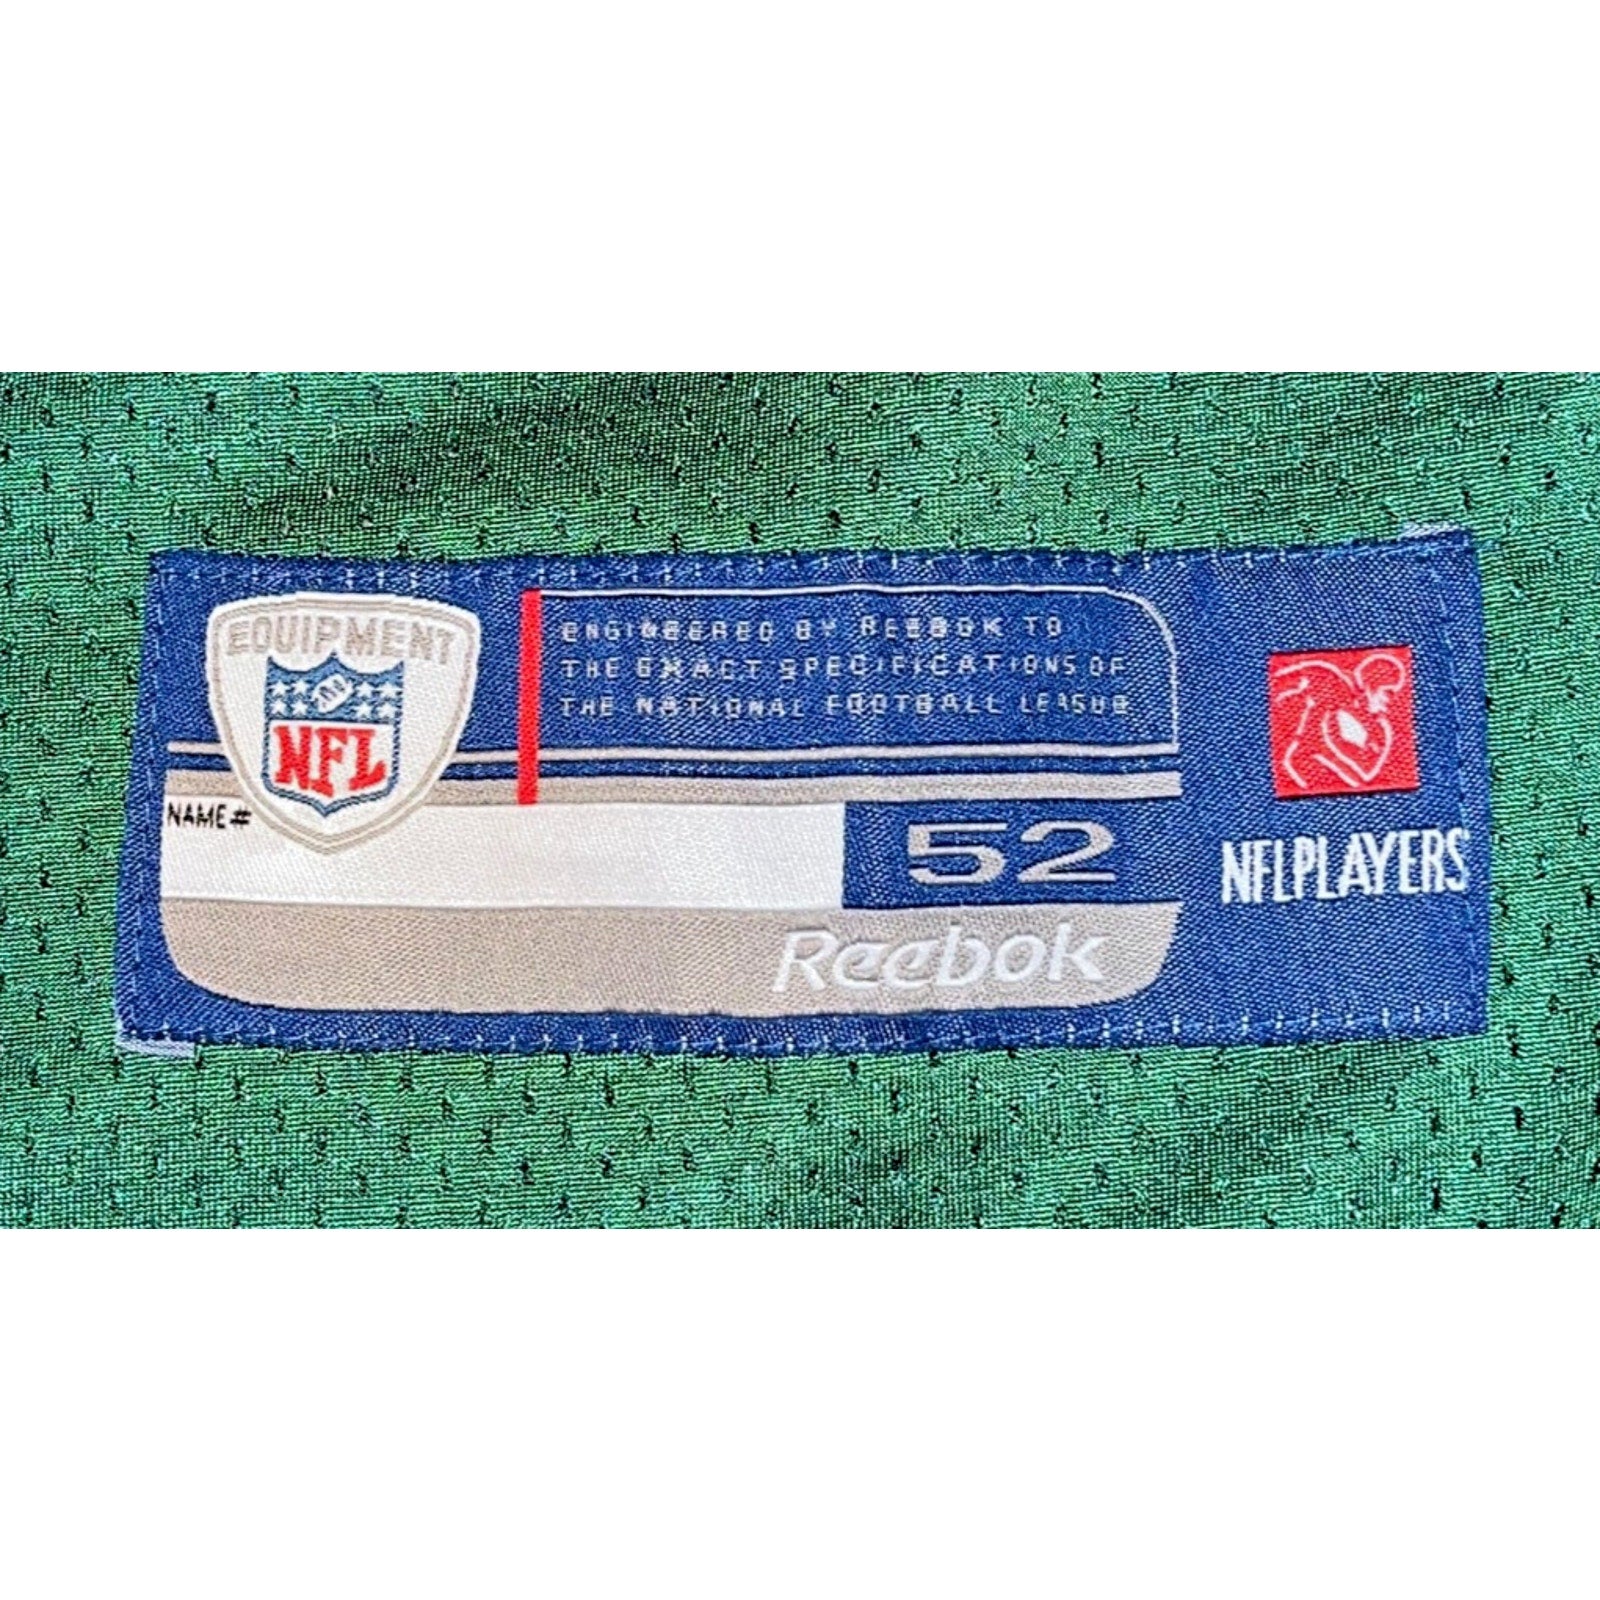 EQUIPMENT
NFL
ENGINEERED BY REEBOK TO
THE EXACT SPECIFICATIONS OF
THE NATIONAL FOOTBALL LEAGUE
NAME#
52
Reebok
NFLPLAYERS